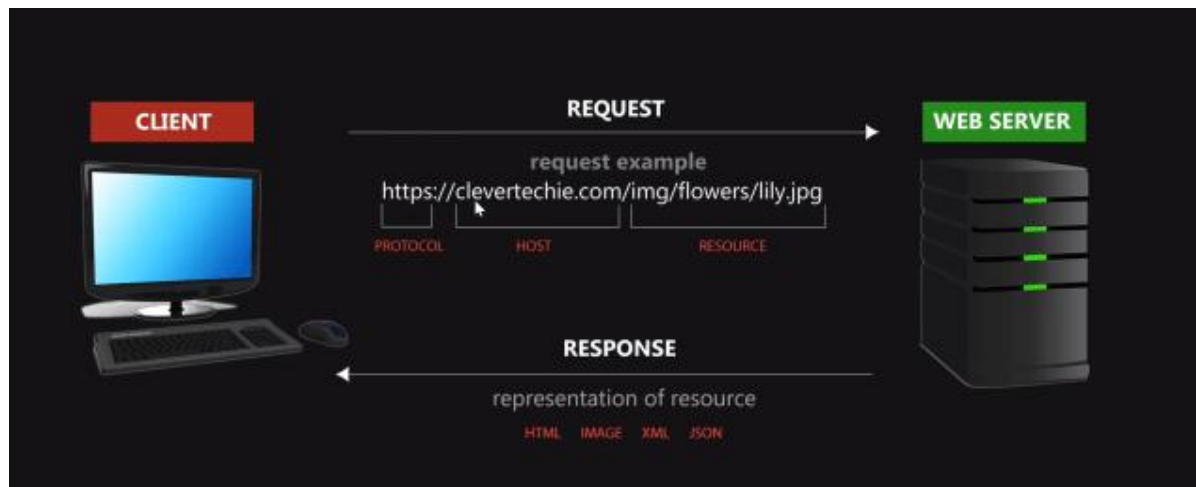 CLIENT
REQUEST
WEB SERVER
request example
https://clevertechie.com/img/flowers/lily.jpg
PROTOCOL HOST RESOURCE
RESPONSE
representation of resource
HTML IMAGE XML JSON